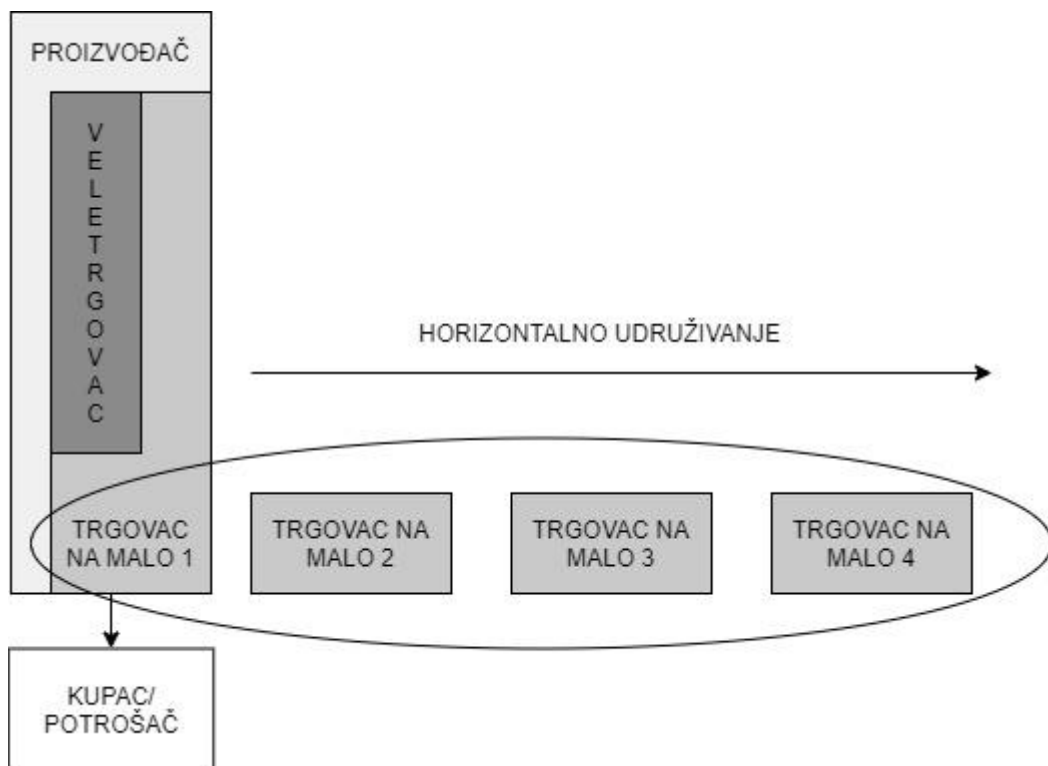 PROIZVOĐAČ
VELETRGOVAC
HORIZONTALNO UDRUŽIVANJE
TRGOVAC
NA MALO 1
TRGOVAC NA
MALO 2
TRGOVAC NA
MALO 3
TRGOVAC NA
MALO 4
KUPAC/
POTROŠAČ